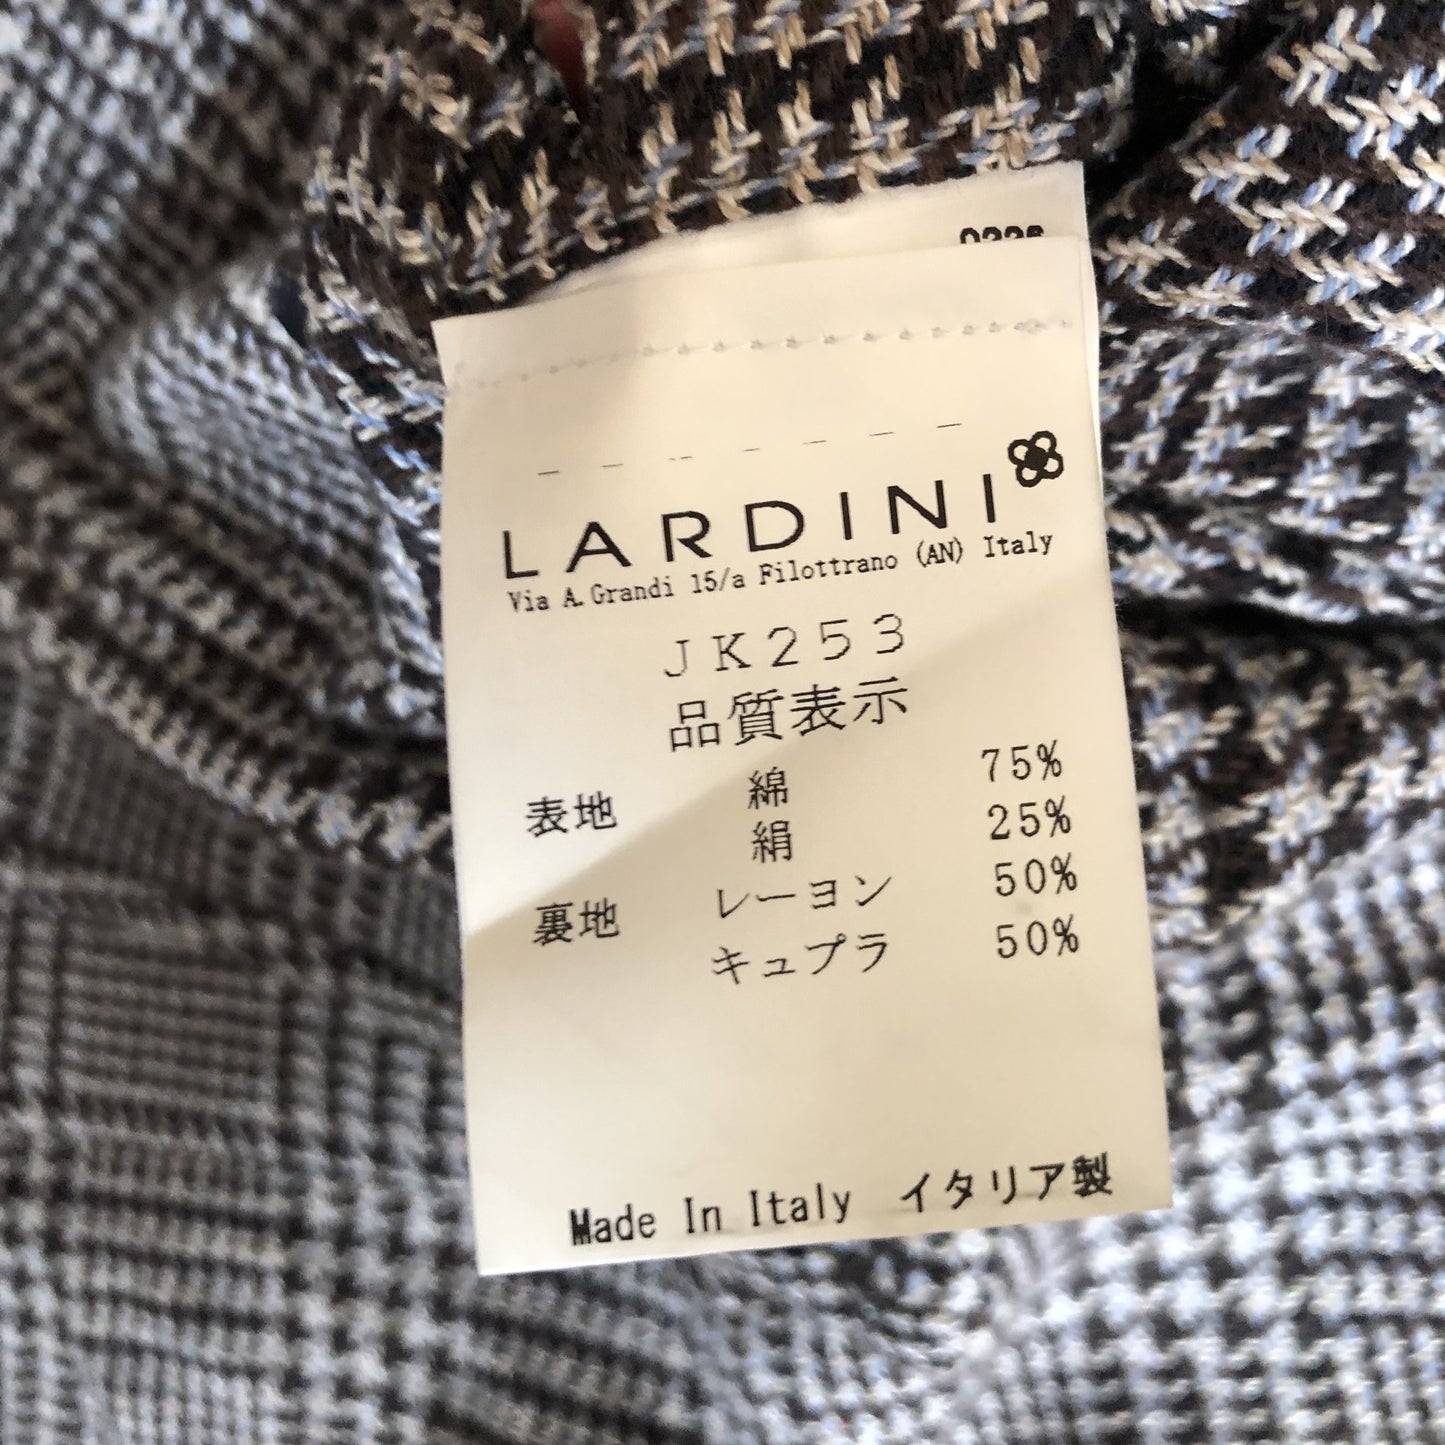 LARDINI
Via A. Grandi 15/a Filottrano (AN) Italy
JK253
品質表示
表地 綿 75%
絹 25%
裏地 レーヨン 50%
キュプラ 50%
Made In Italy イタリア製